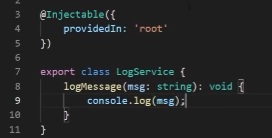 2
3 @Injectable({
4 providedIn: 'root'
5 })
6
7 export class LogService {
8 logMessage(msg: string): void {
9 console.log(msg);
10 }
11 }